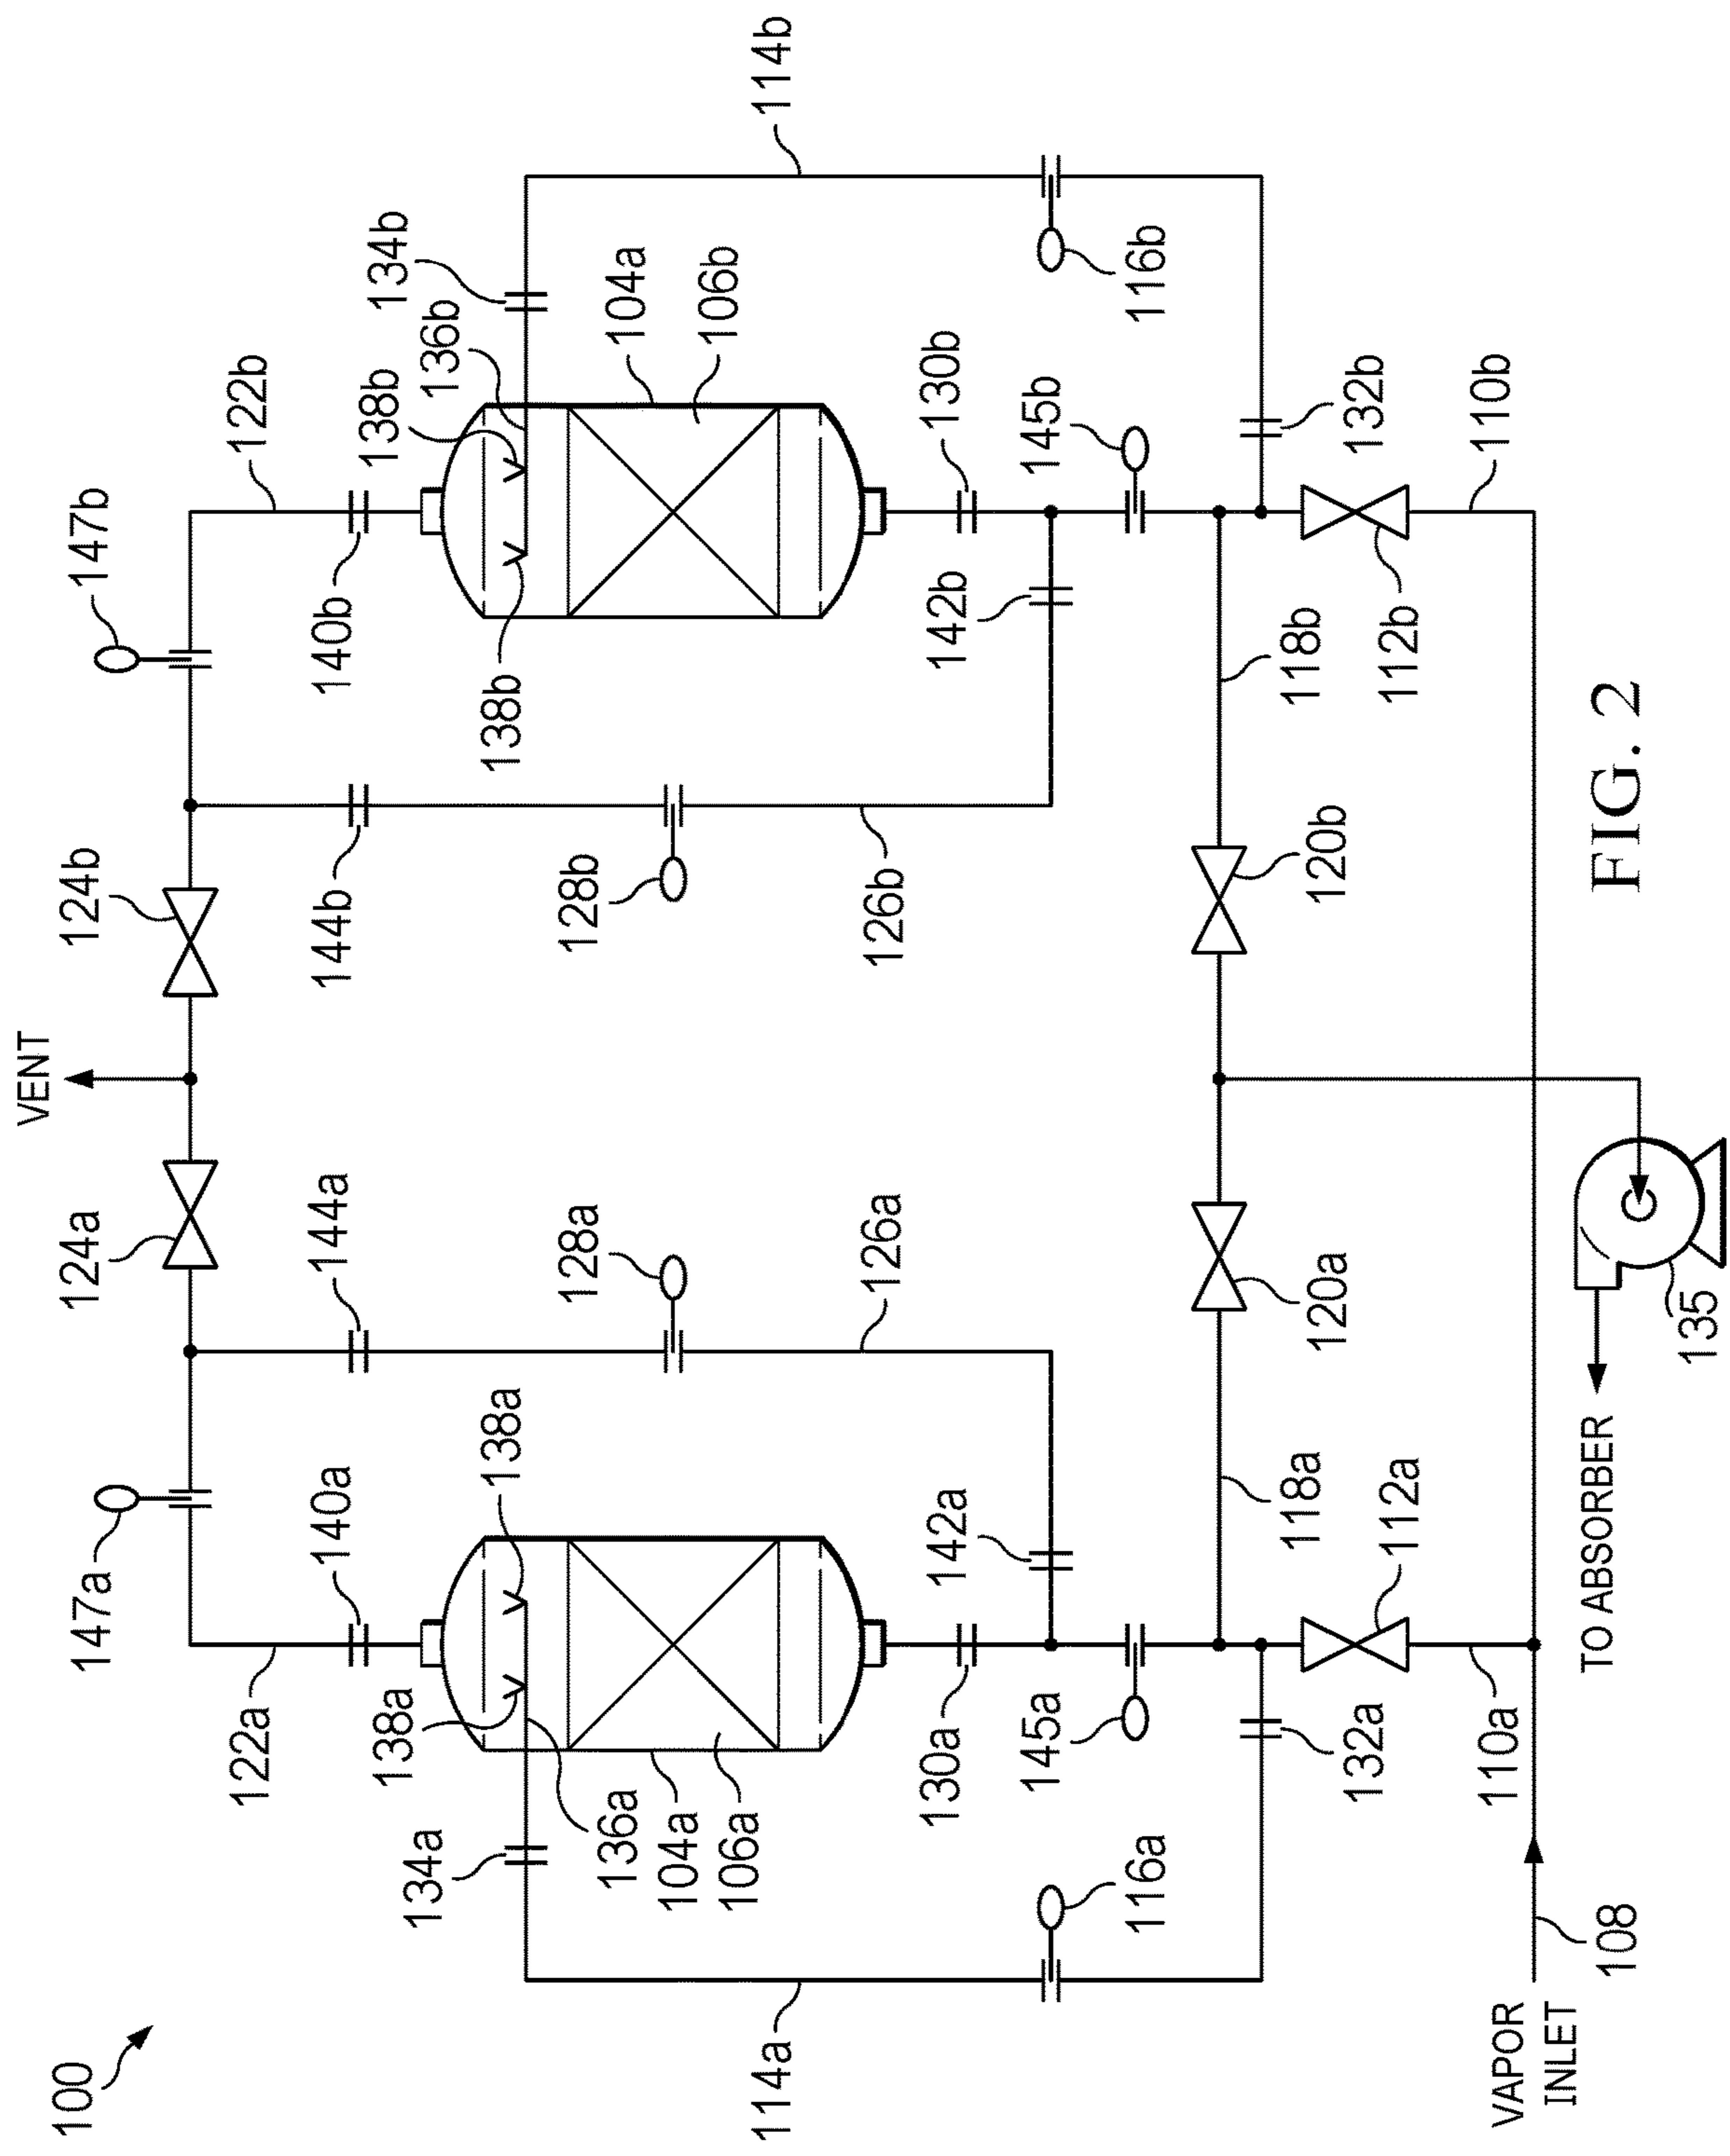 VENT
100
147a
124a
124b
147b
122a
122b
140a
144a
144b
140b
138a
138b
134b
134a
136b
138a
138b
128a
128b
136a
104a
104a
106a
106b
114a
114b
126a
126b
130a
142a
142b
130b
145a
145b
116a
116b
118a
118b
120a
120b
132a
132b
112a
112b
110a
110b
VAPOR
INLET
108
TO ABSORBER
135
FIG. 2